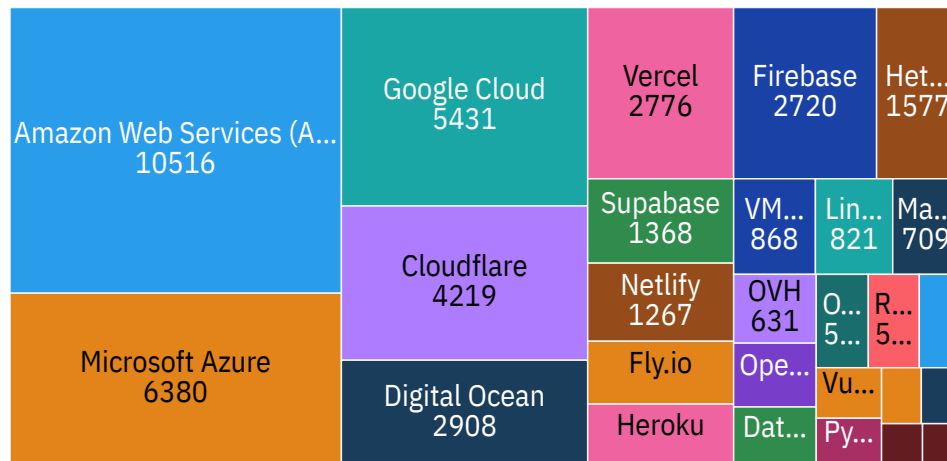 Amazon Web Services (A...
10516
Microsoft Azure
6380
Google Cloud
5431
Cloudflare
4219
Digital Ocean
2908
Vercel
2776
Supabase
1368
Netlify
1267
Fly.io
Heroku
Firebase
2720
Het...
1577
VM...
868
Lin...
821
Ma...
709
OVH
631
Ope...
Dat...
O...
5...
R...
5...
Vu...
Py...